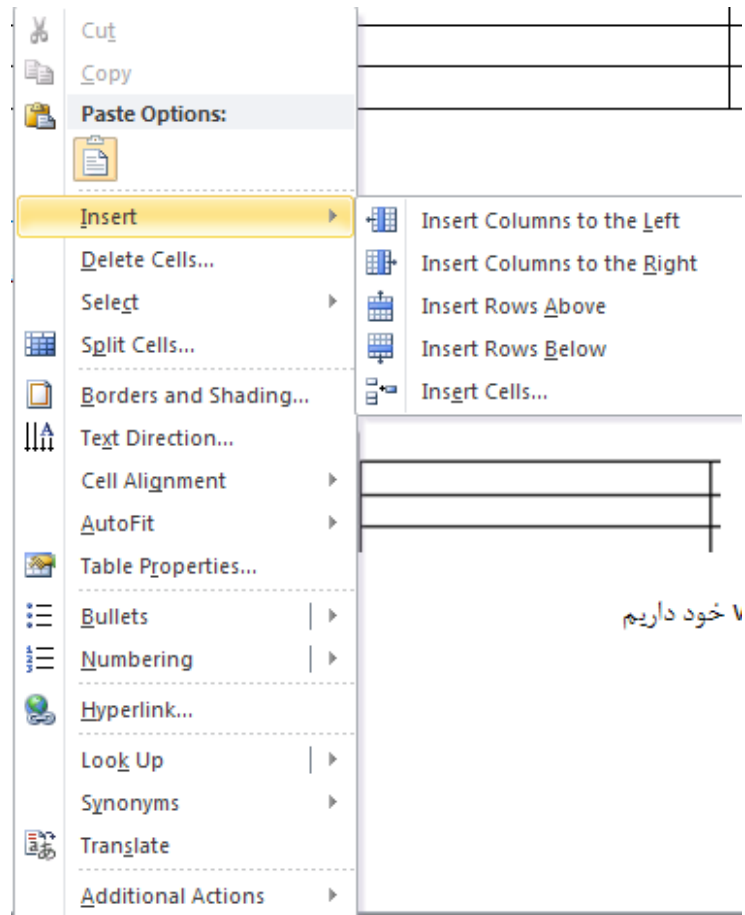 Cut
Copy
Paste Options:
Insert
Insert Columns to the Left
Delete Cells...
Insert Columns to the Right
Select
Insert Rows Above
Split Cells...
Insert Rows Below
Borders and Shading...
Insert Cells...
Text Direction...
Cell Alignment
AutoFit
Table Properties...
خود داریم
Bullets
Numbering
Hyperlink...
Look Up
Synonyms
Translate
Additional Actions